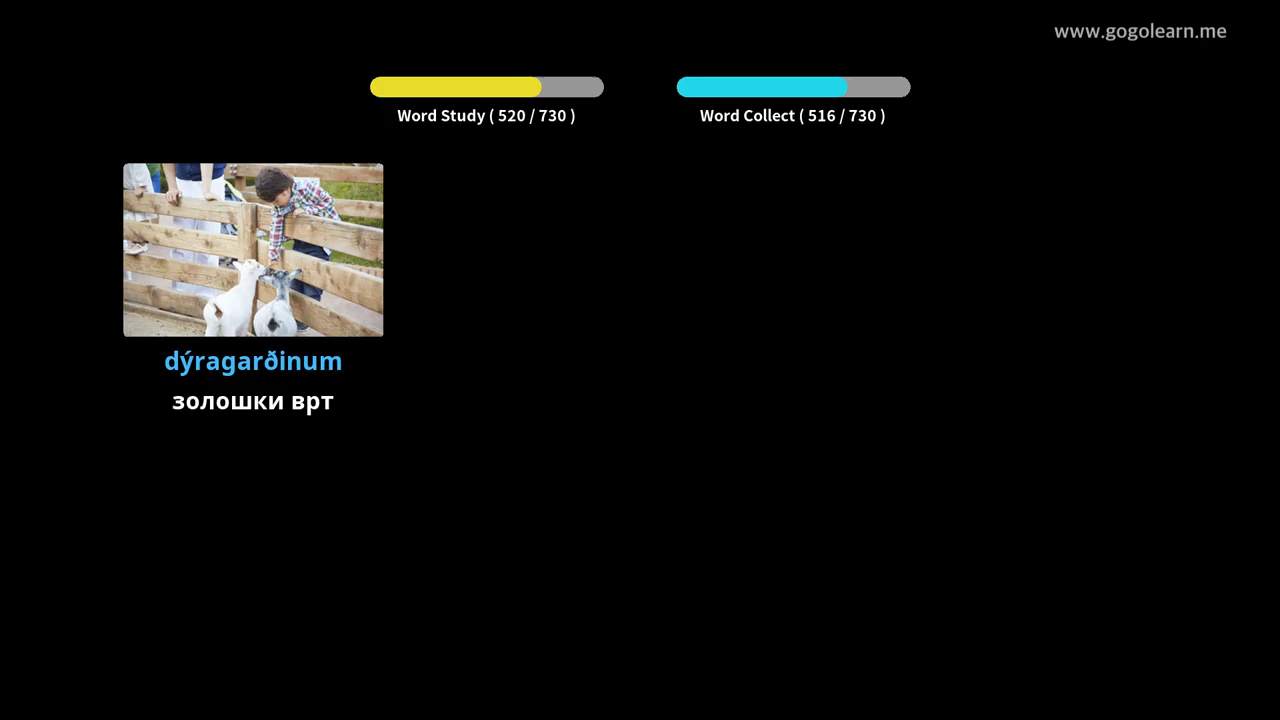 www.gogolearn.me
Word Study ( 520 / 730 )
Word Collect ( 516 / 730 )
dýragarðinum
золошки врт